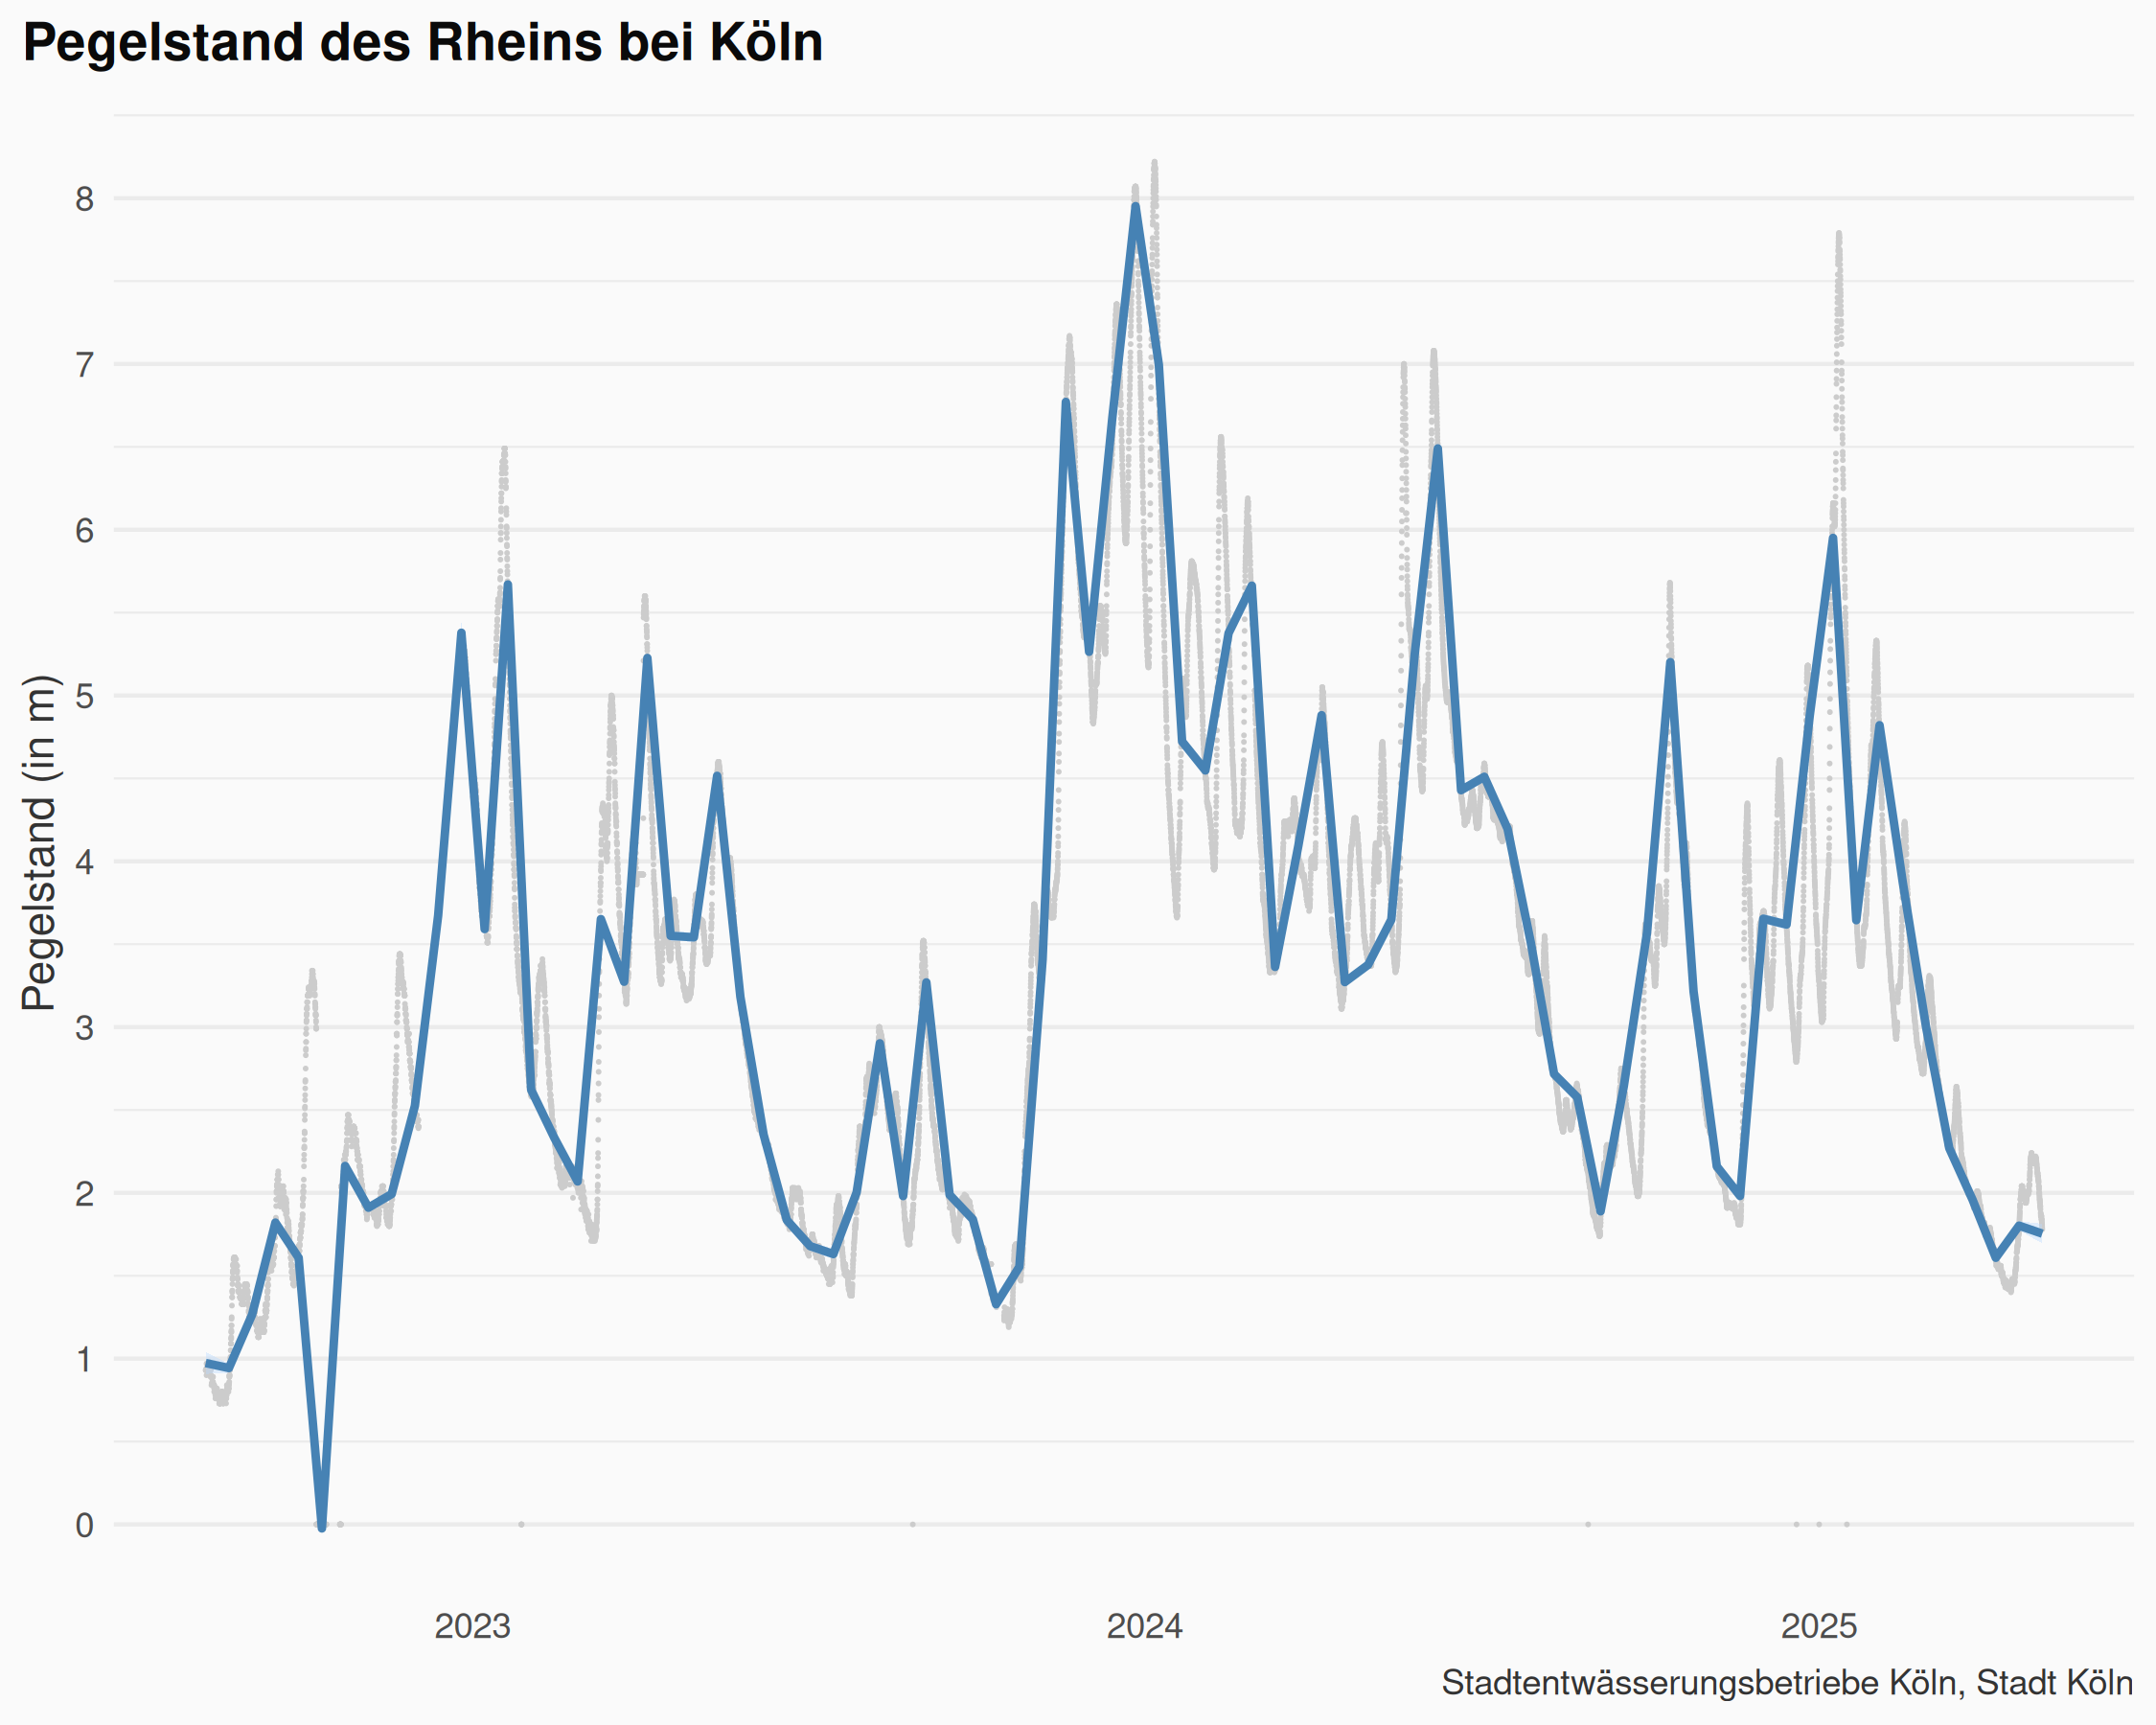 Pegelstand des Rheins bei Köln
Pegelstand (in m)
8
7
6
5
4
3
2
1
0
2023 2024 2025
Stadtentwässerungsbetriebe Köln, Stadt Köln